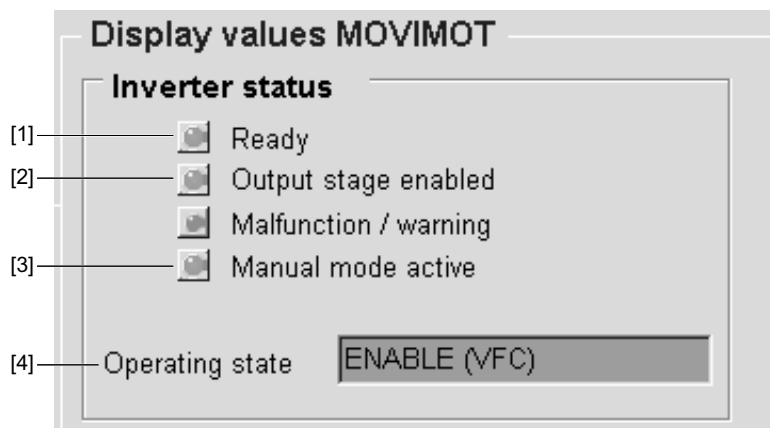 Display values MOVIMOT
Inverter status
[1] Ready
[2] Output stage enabled
Malfunction / warning
[3] Manual mode active
[4] Operating state ENABLE (VFC)